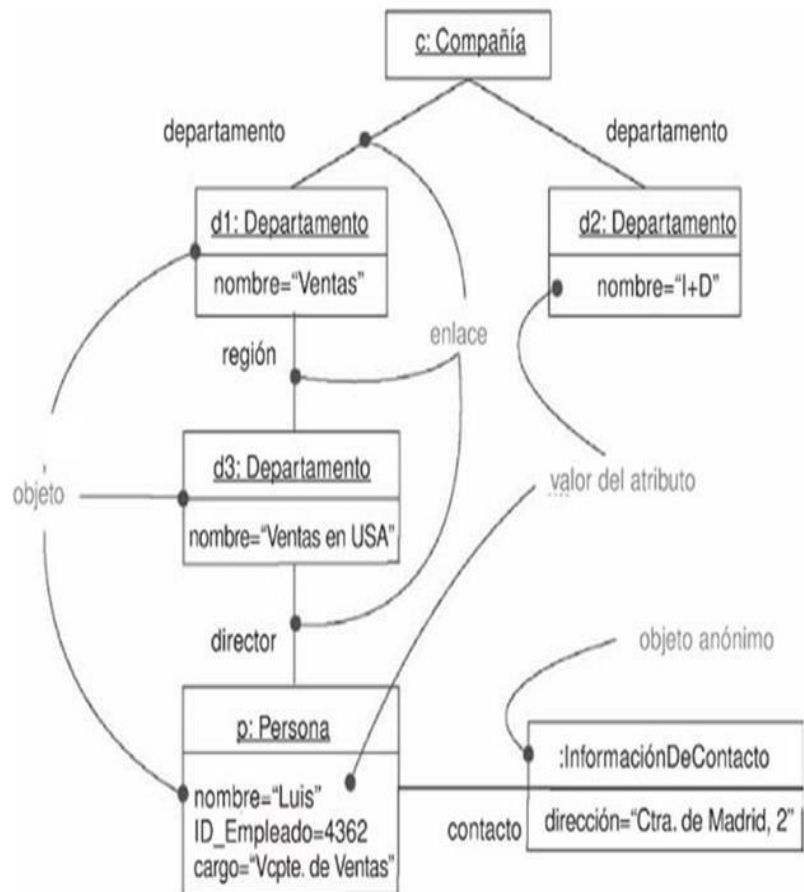 c: Compañía
departamento
departamento
d1: Departamento
nombre="Ventas"
d2: Departamento
nombre="I+D"
enlace
región
d3: Departamento
nombre="Ventas en USA"
objeto
valor del atributo
director
objeto anónimo
p: Persona
nombre="Luis"
ID_Empleado=4362
cargo="Vcpte. de Ventas"
contacto
:InformaciónDeContacto
dirección="Ctra. de Madrid, 2"